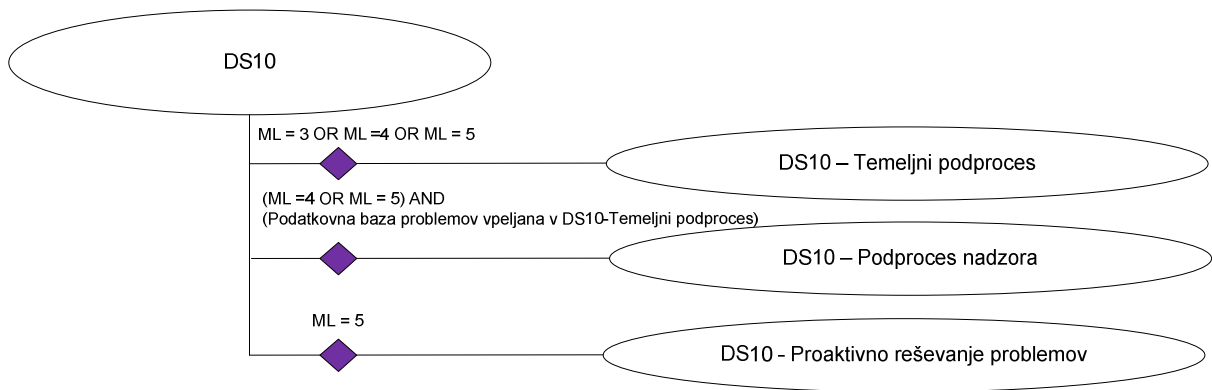 DS10
ML = 3 OR ML =4 OR ML = 5
DS10 – Temeljni podproces
(ML =4 OR ML = 5) AND
(Podatkovna baza problemov vpeljana v DS10-Temeljni podproces)
DS10 – Podproces nadzora
ML = 5
DS10 - Proaktivno reševanje problemov